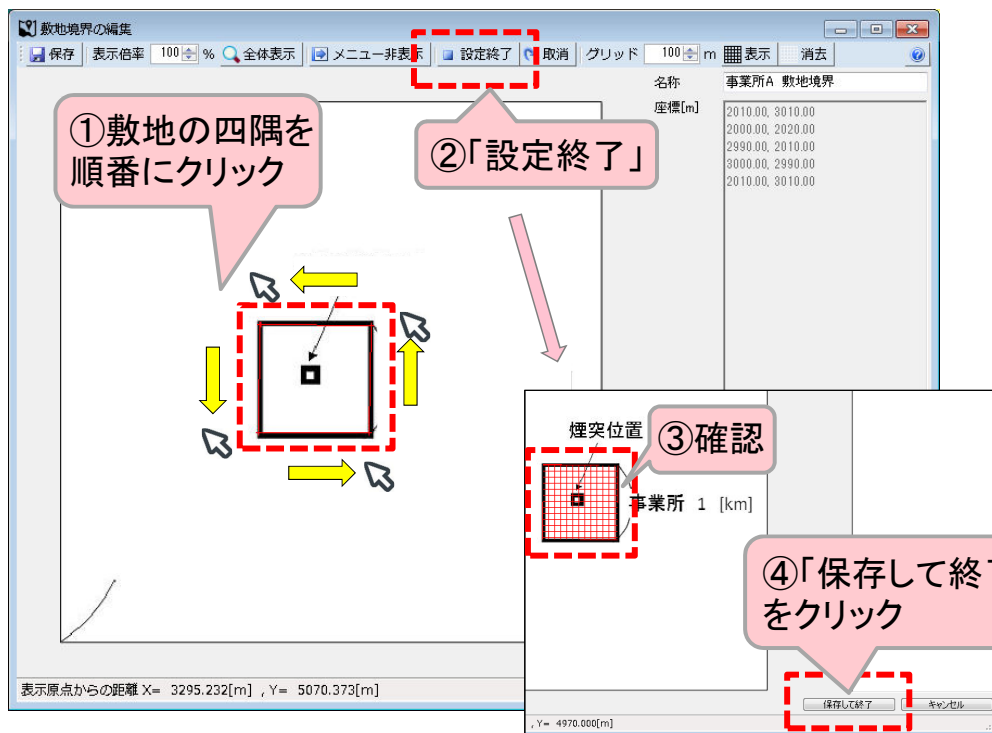 敷地境界の編集
保存 表示倍率 100 % 全体表示 メニュー非表示 設定終了 取消 グリッド 100 m 表示 消去
名称 事業所A 敷地境界
座標[m]
2010.00, 3010.00
2000.00, 2020.00
2990.00, 2010.00
3000.00, 2990.00
2010.00, 3010.00
①敷地の四隅を
順番にクリック
②「設定終了」
煙突位置
③確認
事業所 1 [km]
④「保存して終了
をクリック
保存して終了 キャンセル
表示原点からの距離 X= 3295.232[m] , Y= 5070.373[m]
, Y= 4970.000[m]